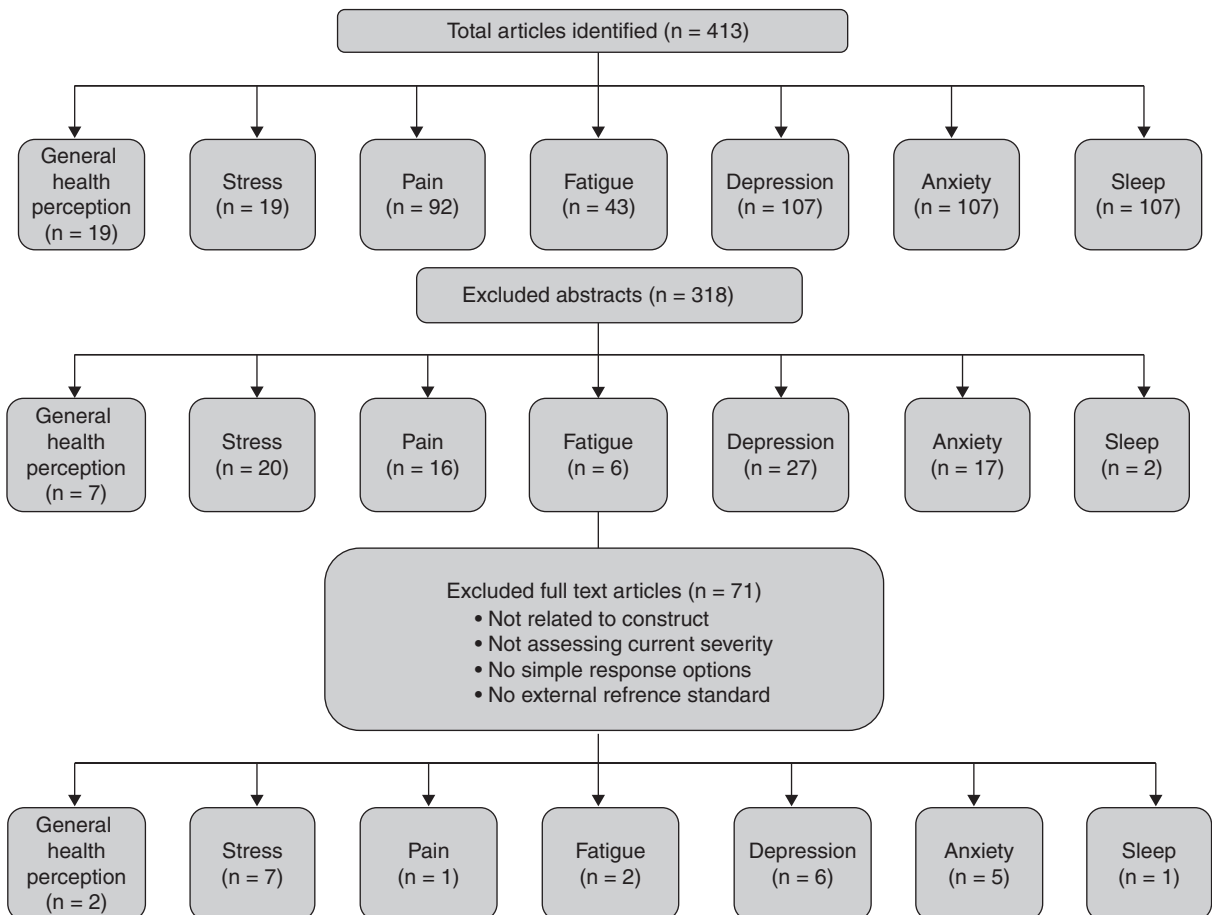 Total articles identified (n = 413)
General
health
perception
(n = 19)
Stress
(n = 19)
Pain
(n = 92)
Fatigue
(n = 43)
Depression
(n = 107)
Anxiety
(n = 107)
Sleep
(n = 107)
Excluded abstracts (n = 318)
General
health
perception
(n = 7)
Stress
(n = 20)
Pain
(n = 16)
Fatigue
(n = 6)
Depression
(n = 27)
Anxiety
(n = 17)
Sleep
(n = 2)
Excluded full text articles (n = 71)
• Not related to construct
• Not assessing current severity
• No simple response options
• No external refrence standard
General
health
perception
(n = 2)
Stress
(n = 7)
Pain
(n = 1)
Fatigue
(n = 2)
Depression
(n = 6)
Anxiety
(n = 5)
Sleep
(n = 1)